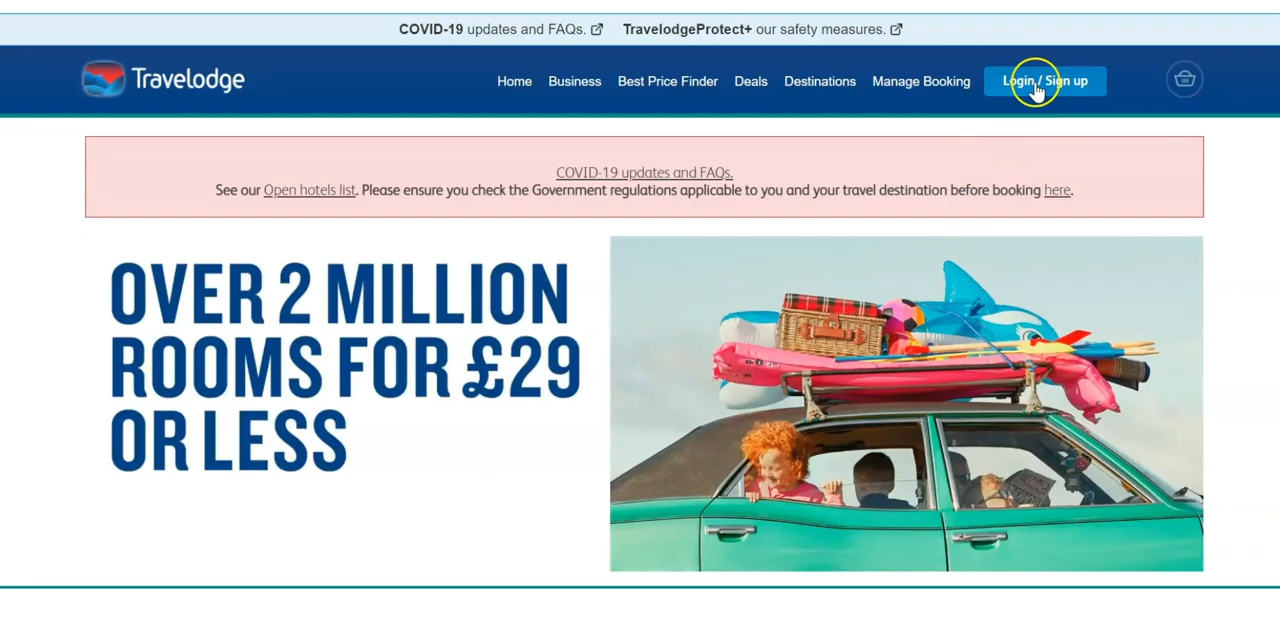 COVID-19 updates and FAQs. TravelodgeProtect+ our safety measures.
Travelodge Home Business Best Price Finder Deals Destinations Manage Booking Login / Sign up
COVID-19 updates and FAQs.
See our Open hotels list. Please ensure you check the Government regulations applicable to you and your travel destination before booking here.
OVER 2 MILLION
ROOMS FOR £29
OR LESS